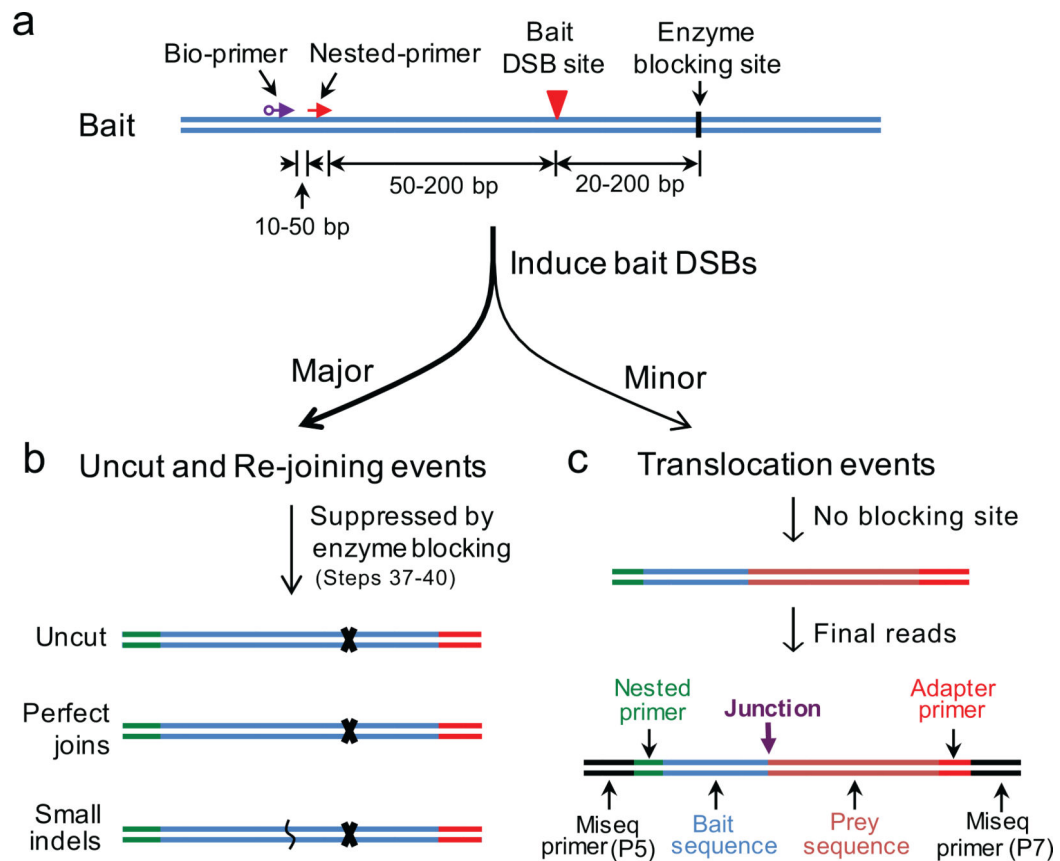 a
Bio-primer
Nested-primer
Bait
DSB site
Enzyme
blocking site
Bait
50-200 bp
20-200 bp
10-50 bp
Induce bait DSBs
Major
Minor
b
Uncut and Re-joining events
Suppressed by
enzyme blocking
(Steps 37-40)
Uncut
Perfect
joins
Small
indels
c
Translocation events
No blocking site
Final reads
Nested
primer
Junction
Adapter
primer
Miseq
primer (P5)
Bait
sequence
Prey
sequence
Miseq
primer (P7)